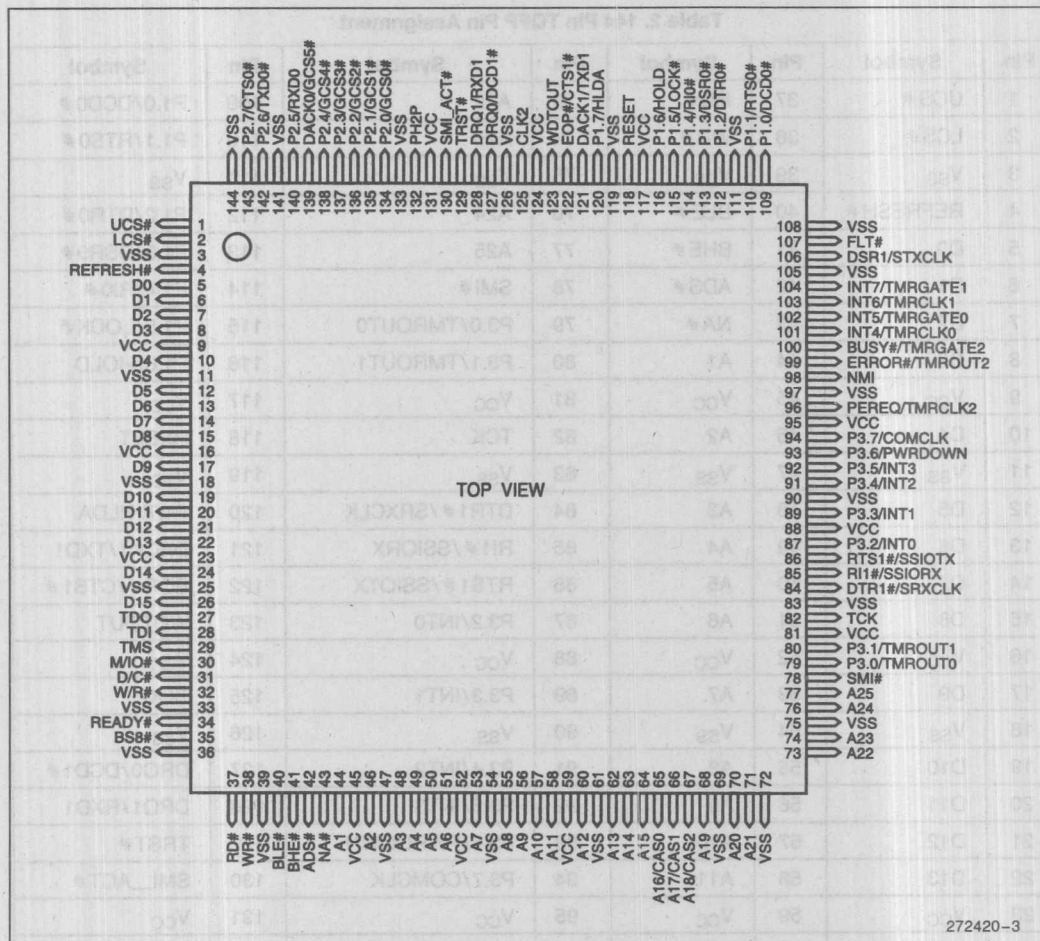 Table 2. 144 Pin TQFP Pin Assignment
144 VSS
143 P2.7/RTS0#
142 P2.6/TXD0#
141 VSS
140 P2.5/RXD0
139 DACK0/GCS5#
138 P2.4/GCS4#
137 P2.3/GCS3#
136 P2.2/GCS2#
135 P2.1/GCS1#
134 P2.0/GCS0#
133 VSS
132 PH2P
131 VCC
130 SMI_ACT#
129 TRST#
128 DRQ1/RXD1
127 DRQ0/DCD1#
126 VSS
125 CLK2
124 VCC
123 WDTOUT
122 EOP#/CTS1#
121 DACK1/TXD1
120 P1.7/HLDA
119 VSS
118 RESET
117 VCC
116 P1.6/HOLD
115 P1.5/LOCK#
114 P1.4/RI0#
113 P1.3/DSR0#
112 P1.2/DTR0#
111 VSS
110 P1.1/RTS0#
109 P1.0/DCD0#
UCS# 1
LCS# 2
VSS 3
REFRESH# 4
D0 5
D1 6
D2 7
D3 8
VCC 9
D4 10
VSS 11
D5 12
D6 13
D7 14
D8 15
VCC 16
D9 17
VSS 18
D10 19
D11 20
D12 21
D13 22
VCC 23
D14 24
VSS 25
D15 26
TDO 27
TDI 28
TMS 29
M/IO# 30
D/C# 31
W/R# 32
VSS 33
READY# 34
BS8# 35
VSS 36
TOP VIEW
108 VSS
107 FLT#
106 DSR1/STXCLK
105 VSS
104 INT7/TMRGATE1
103 INT6/TMRCLK1
102 INT5/TMRGATE0
101 INT4/TMRCLK0
100 BUSY#/TMRGATE2
99 ERROR#/TMROUT2
98 NMI
97 VSS
96 PEREQ/TMRCLK2
95 VCC
94 P3.7/COMCLK
93 P3.6/PWRDOWN
92 P3.5/INT3
91 P3.4/INT2
90 VSS
89 P3.3/INT1
88 VCC
87 P3.2/INT0
86 RTS1#/SSIOTX
85 RI1#/SSIORX
84 DTR1#/SRXCLK
83 VSS
82 TCK
81 VCC
80 P3.1/TMROUT1
79 P3.0/TMROUT0
78 SMI#
77 A25
76 A24
75 VSS
74 A23
73 A22
37 RD#
38 WR#
39 VSS
40 BLE#
41 BHE#
42 ADS#
43 NA#
44 A1
45 VCC
46 A2
47 VSS
48 A3
49 A4
50 A5
51 A6
52 VCC
53 A7
54 VSS
55 A8
56 A9
57 A10
58 A11
59 VCC
60 A12
61 VSS
62 A13
63 A14
64 A15
65 A16/CAS0
66 A17/CAS1
67 A18/CAS2
68 A19
69 VSS
70 A20
71 A21
72 VSS
272420-3